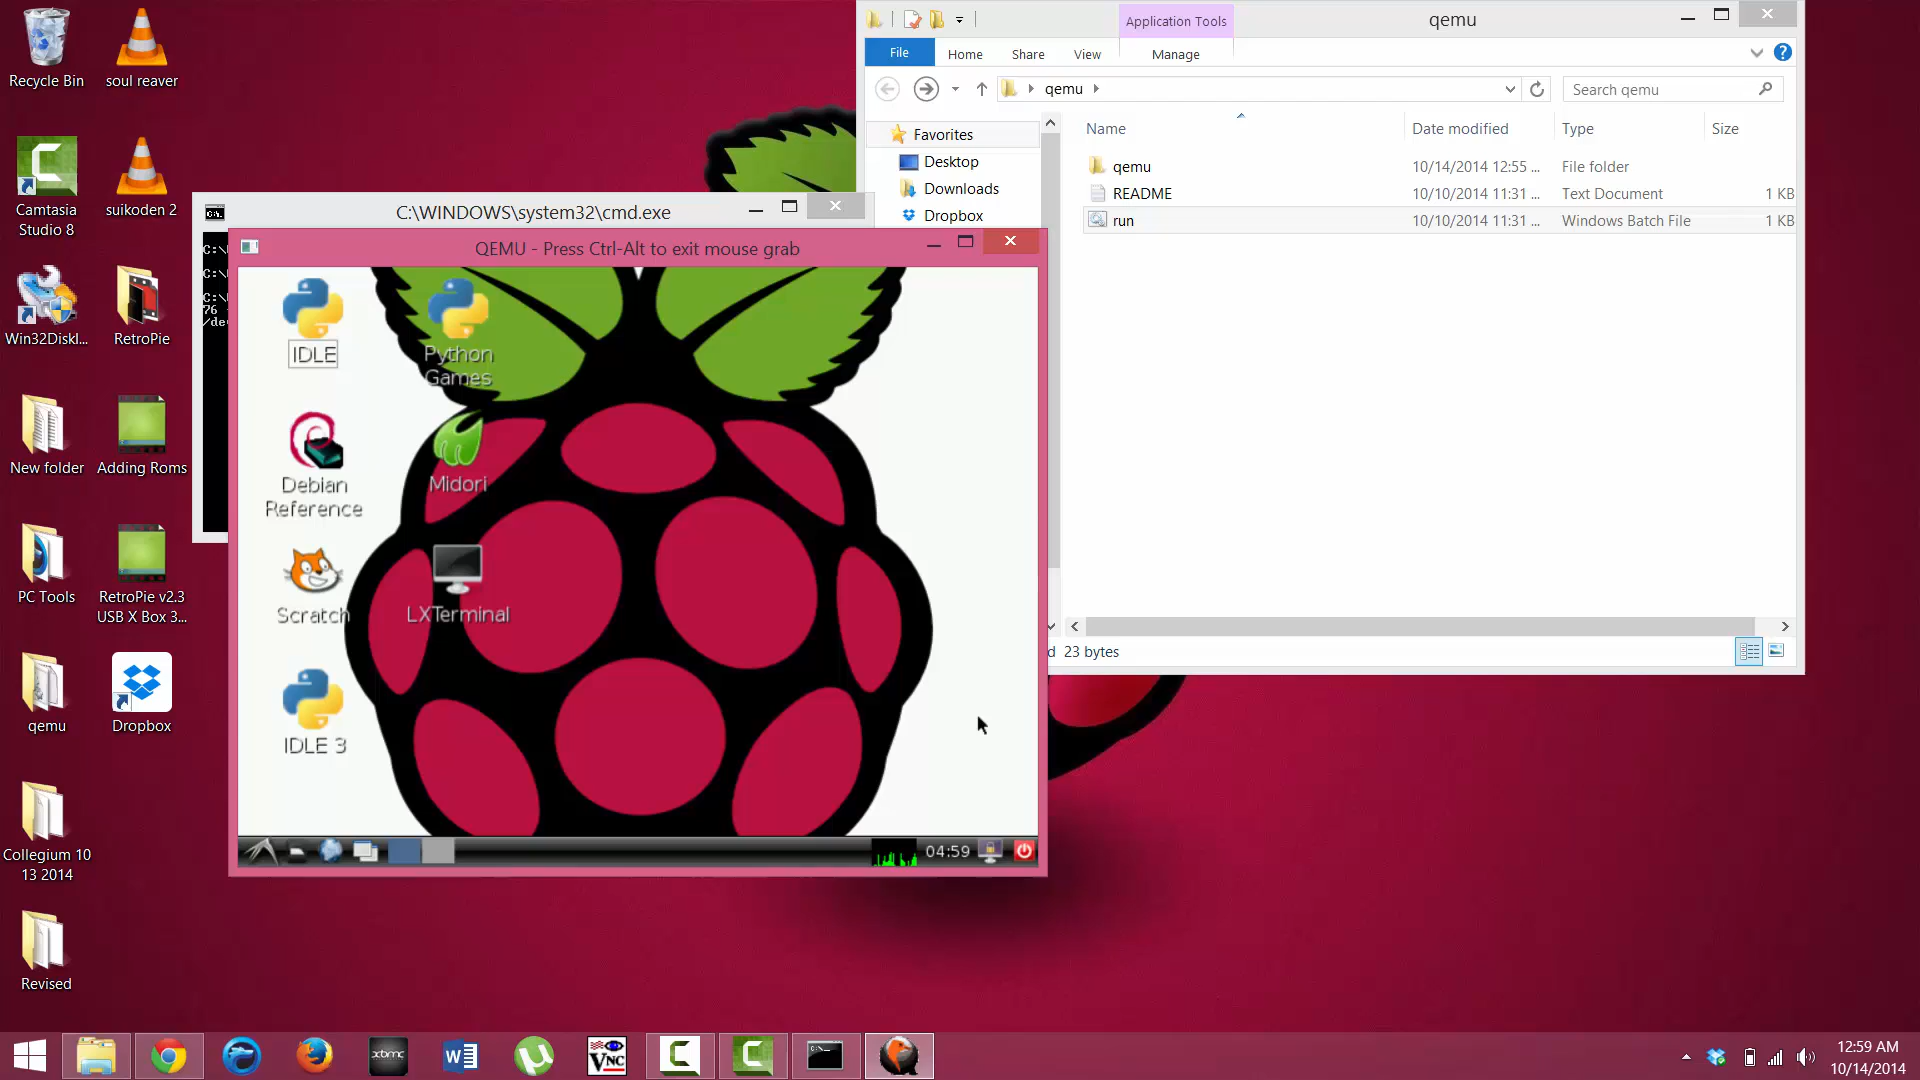 Recycle Bin
soul reaver
Camtasia
Studio 8
suikoden 2
Win32DiskI...
RetroPie
New folder
Adding Roms
PC Tools
RetroPie v2.3
USB X Box 3...
qemu
Dropbox
Collegium 10
13 2014
Revised
Application Tools
qemu
File
Home
Share
View
Manage
qemu
Search qemu
Favorites
Desktop
Downloads
Dropbox
Name
Date modified
Type
Size
qemu
10/14/2014 12:55 ...
File folder
README
10/10/2014 11:31 ...
Text Document
1 KB
run
10/10/2014 11:31 ...
Windows Batch File
1 KB
d 23 bytes
C:\WINDOWS\system32\cmd.exe
C:\
C:\
C:\
76
/de
QEMU - Press Ctrl-Alt to exit mouse grab
IDLE
Python
Games
Debian
Reference
Midori
Scratch
LXTerminal
IDLE 3
04:59
xbmc
VNC
12:59 AM
10/14/2014